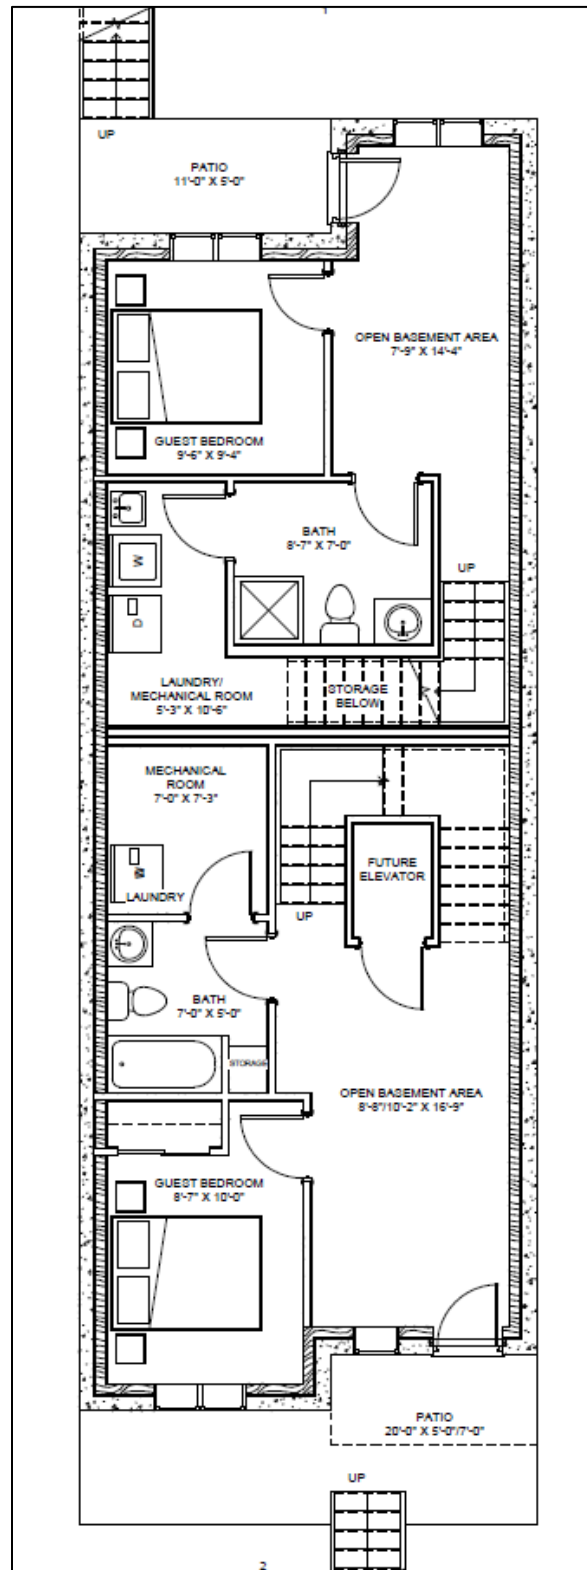 1
UP
PATIO
11'-0" X 5'-0"
OPEN BASEMENT AREA
7'-9" X 14'-4"
GUEST BEDROOM
9'-6" X 9'-4"
BATH
8'-7" X 7'-0"
W
D
UP
LAUNDRY/
MECHANICAL ROOM
5'-3" X 10'-6"
STORAGE
BELOW
MECHANICAL
ROOM
7'-0" X 7'-3"
LAUNDRY
FUTURE
ELEVATOR
UP
BATH
7'-0" X 5'-0"
STORAGE
OPEN BASEMENT AREA
8'-8"/10'-2" X 16'-9"
GUEST BEDROOM
8'-7" X 10'-0"
PATIO
20'-0" X 5'-0"/7'-0"
UP
2